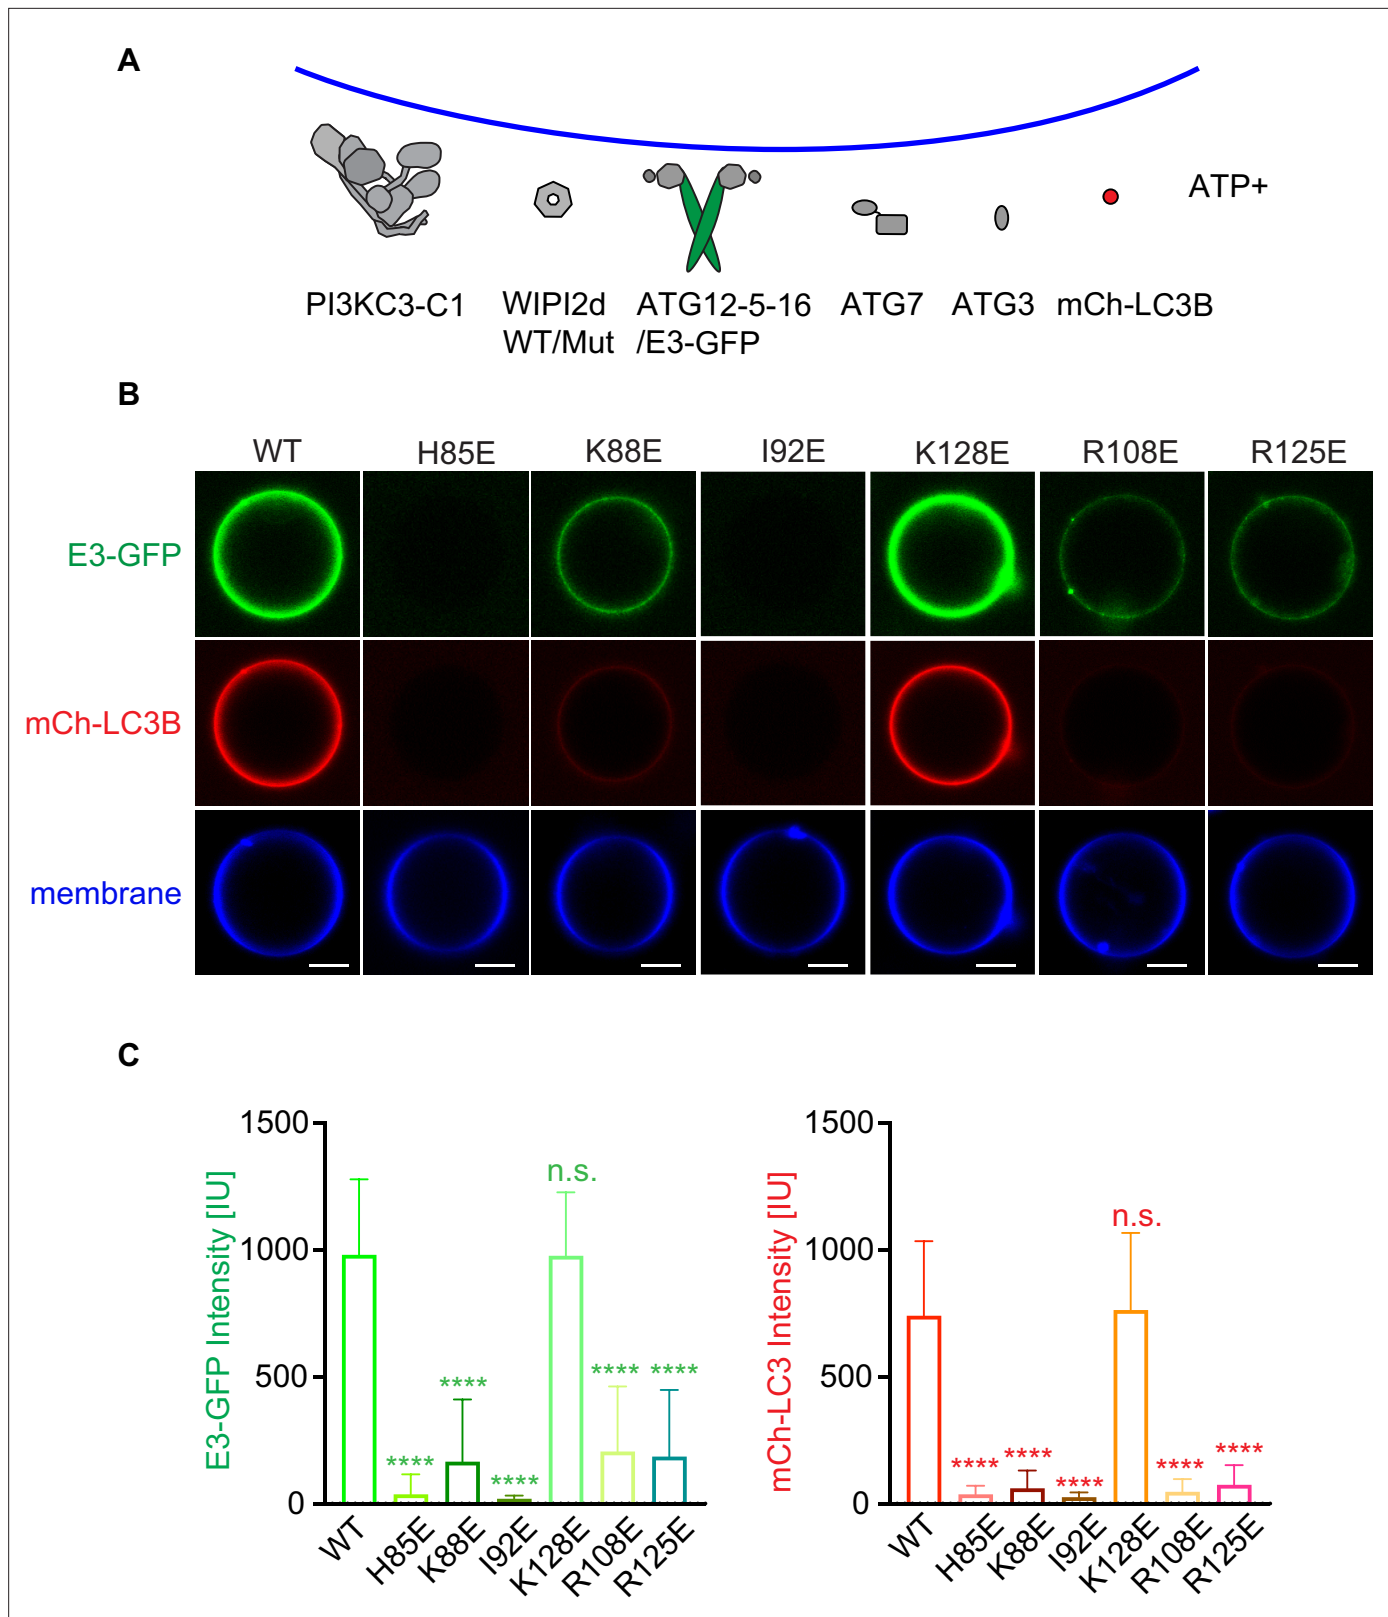 A
ATP+
PI3KC3-C1 WIPI2d ATG12-5-16 ATG7 ATG3 mCh-LC3B
WT/Mut /E3-GFP
B
WT H85E K88E I92E K128E R108E R125E
E3-GFP
mCh-LC3B
membrane
C
E3-GFP Intensity [IU]
1500
1000
500
0
****
****
****
n.s.
****
****
WT H85E K88E I92E K128E R108E R125E
mCh-LC3 Intensity [IU]
1500
1000
500
0
****
****
****
n.s.
****
****
WT H85E K88E I92E K128E R108E R125E